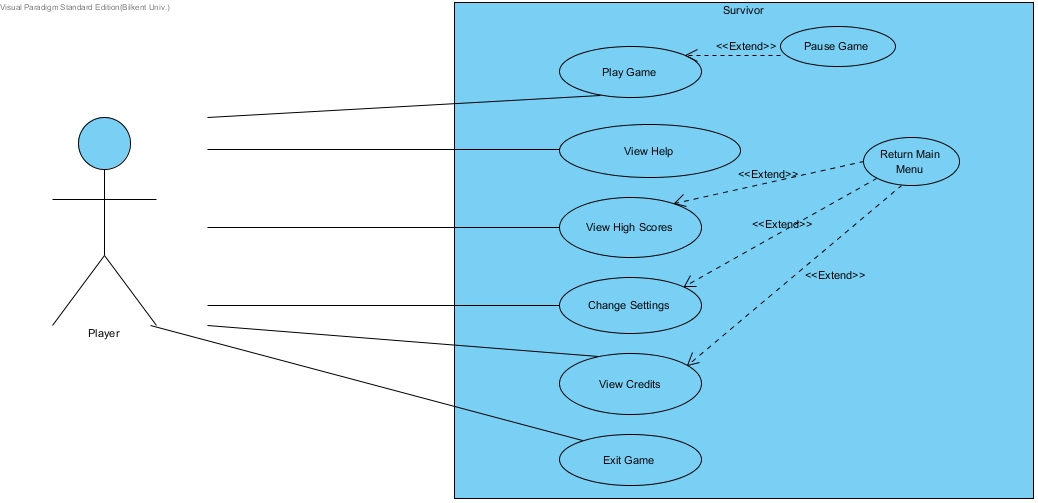 Visual Paradigm Standard Edition(Bilkent Univ.)
Survivor
<<Extend>>
Pause Game
Play Game
View Help
Return Main
Menu
<<Extend>>
View High Scores
<<Extend>>
<<Extend>>
Change Settings
Player
View Credits
Exit Game